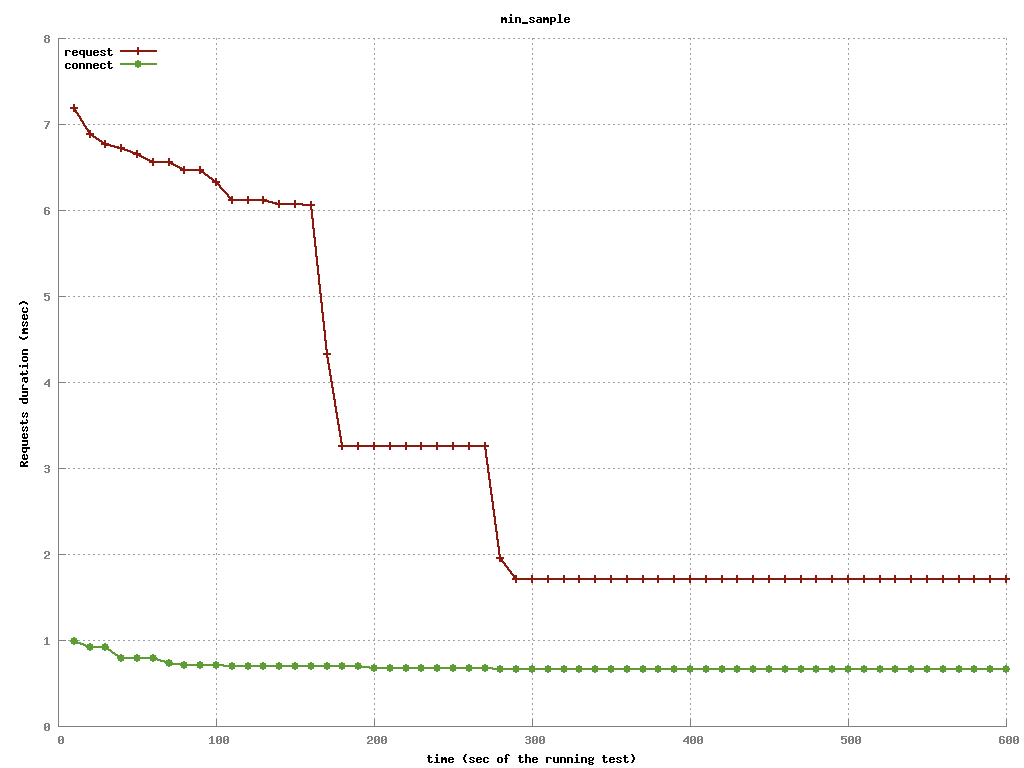 min_sample
request
connect
8
7
6
5
4
3
2
1
0
Requests duration (msec)
0 100 200 300 400 500 600
time (sec of the running test)